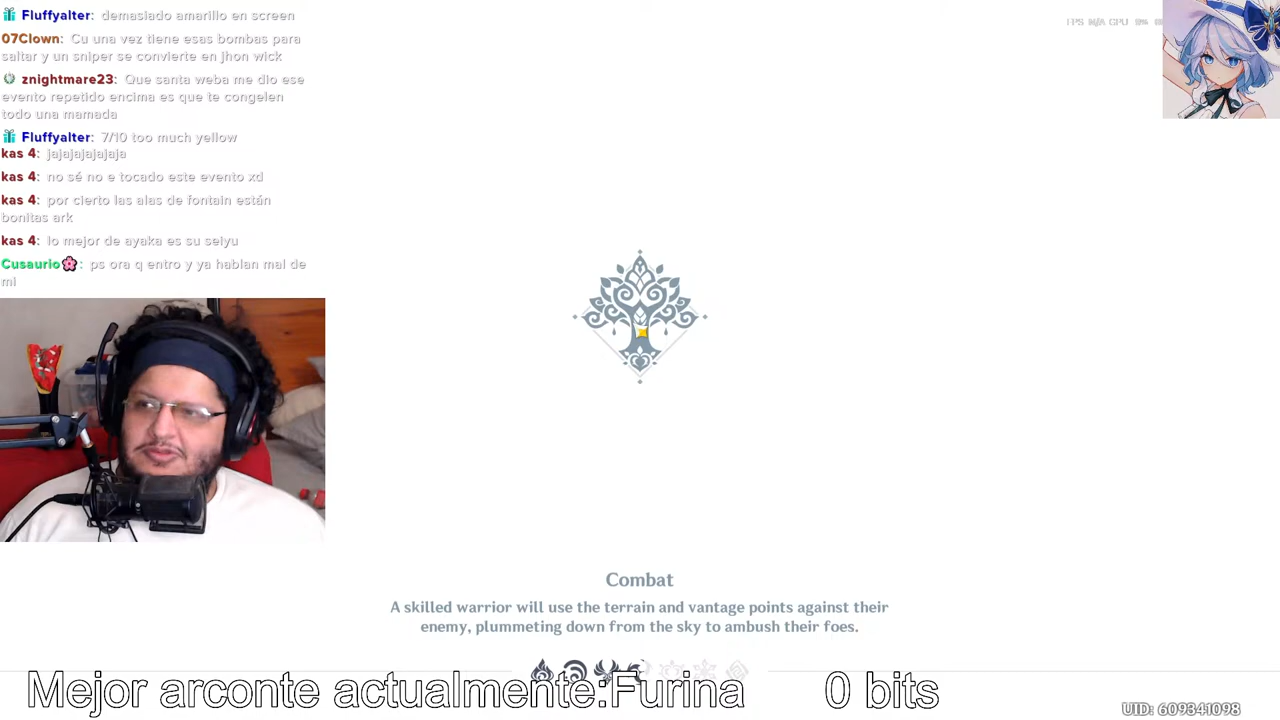 Fluffyalter: demasiado amarillo en screen
07Clown: Cu una vez tiene esas bombas para
saltar y un sniper se convierte en jhon wick
znightmare23: Que santa weba me dio ese
evento repetido encima es que te congelen
todo una mamada
Fluffyalter: 7/10 too much yellow
kas 4: jajajajajajaja
kas 4: no sé no e tocado este evento xd
kas 4: por cierto las alas de fontain están
bonitas ark
kas 4: lo mejor de ayaka es su seiyu
Cusaurio: ps ora q entro y ya hablan mal de
mi
FPS N/A GPU
Combat
A skilled warrior will use the terrain and vantage points against their
enemy, plummeting down from the sky to ambush their foes.
Mejor arconte actualmente:Furina 0 bits
UID: 609341098